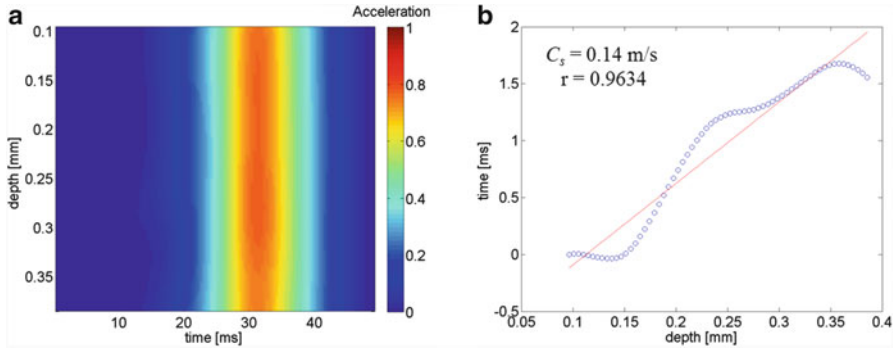 a
Acceleration
0.1
0.15
0.2
0.25
0.3
0.35
depth [mm]
10 20 30 40
time [ms]
1
0.8
0.6
0.4
0.2
0
b
C_s = 0.14 m/s
r = 0.9634
2
1.5
1
0.5
0
-0.5
time [ms]
0.05 0.1 0.15 0.2 0.25 0.3 0.35 0.4
depth [mm]